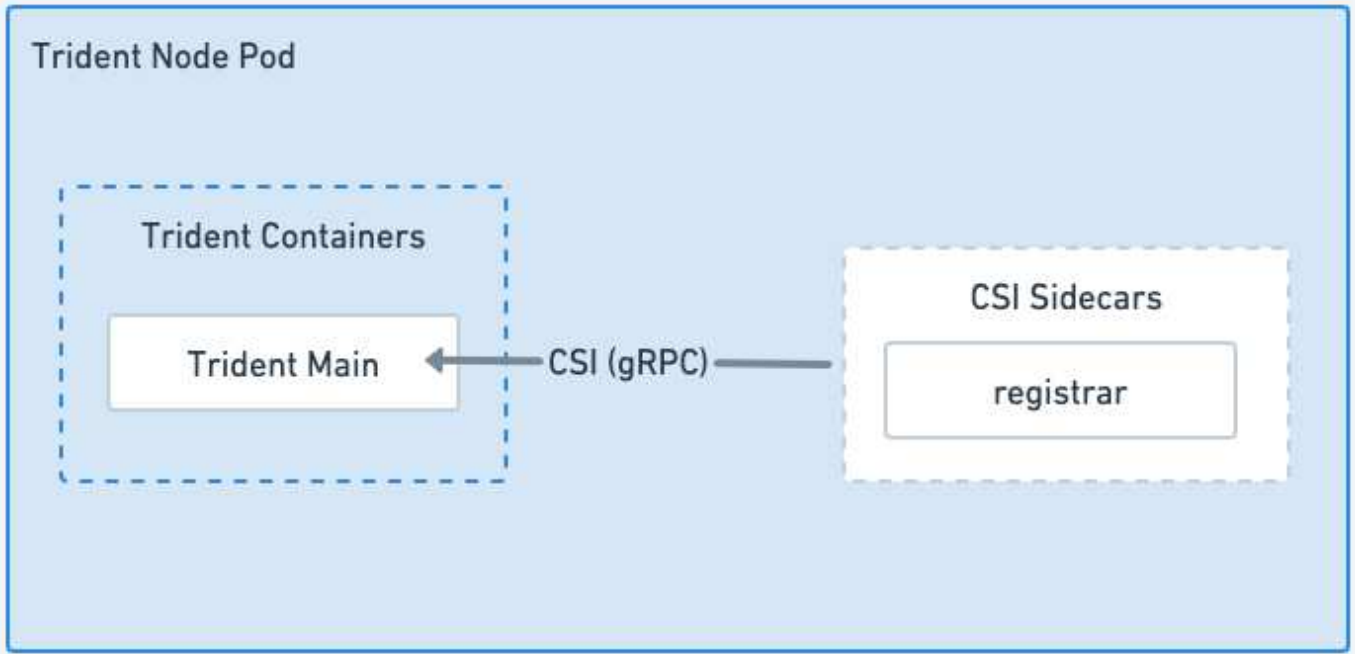 Trident Node Pod
Trident Containers
Trident Main
CSI (gRPC)
CSI Sidecars
registrar